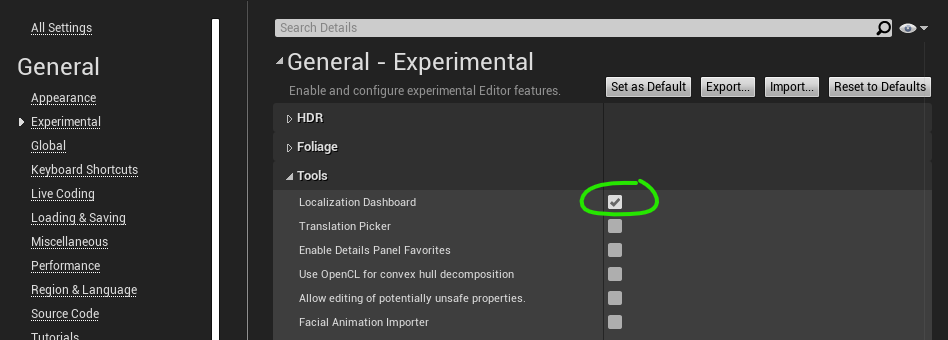 All Settings
General
Appearance
Experimental
Global
Keyboard Shortcuts
Live Coding
Loading & Saving
Miscellaneous
Performance
Region & Language
Source Code
Tutorials
Search Details
General - Experimental
Enable and configure experimental Editor features.
Set as Default Export... Import... Reset to Defaults
HDR
Foliage
Tools
Localization Dashboard
Translation Picker
Enable Details Panel Favorites
Use OpenCL for convex hull decomposition
Allow editing of potentially unsafe properties.
Facial Animation Importer